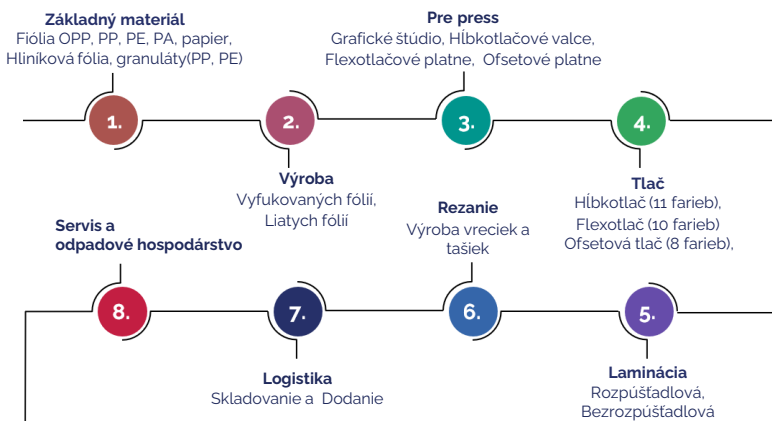 Základný materiál
Fiólia OPP, PP, PE, PA, papier,
Hliníková fólia, granuláty(PP, PE)
1.
2.
Výroba
Vyfukovaných fólií,
Liatych fólií
Pre press
Grafické štúdio, Hĺbkotlačové valce,
Flexotlačové platne, Ofsetové platne
3.
4.
Tlač
Hĺbkotlač (11 farieb),
Flexotlač (10 farieb)
Ofsetová tlač (8 farieb),
5.
Laminácia
Rozpúšťadlová,
Bezrozpúšťadlová
Rezanie
Výroba vreciek a
tašiek
6.
7.
Logistika
Skladovanie a Dodanie
Servis a
odpadové hospodárstvo
8.